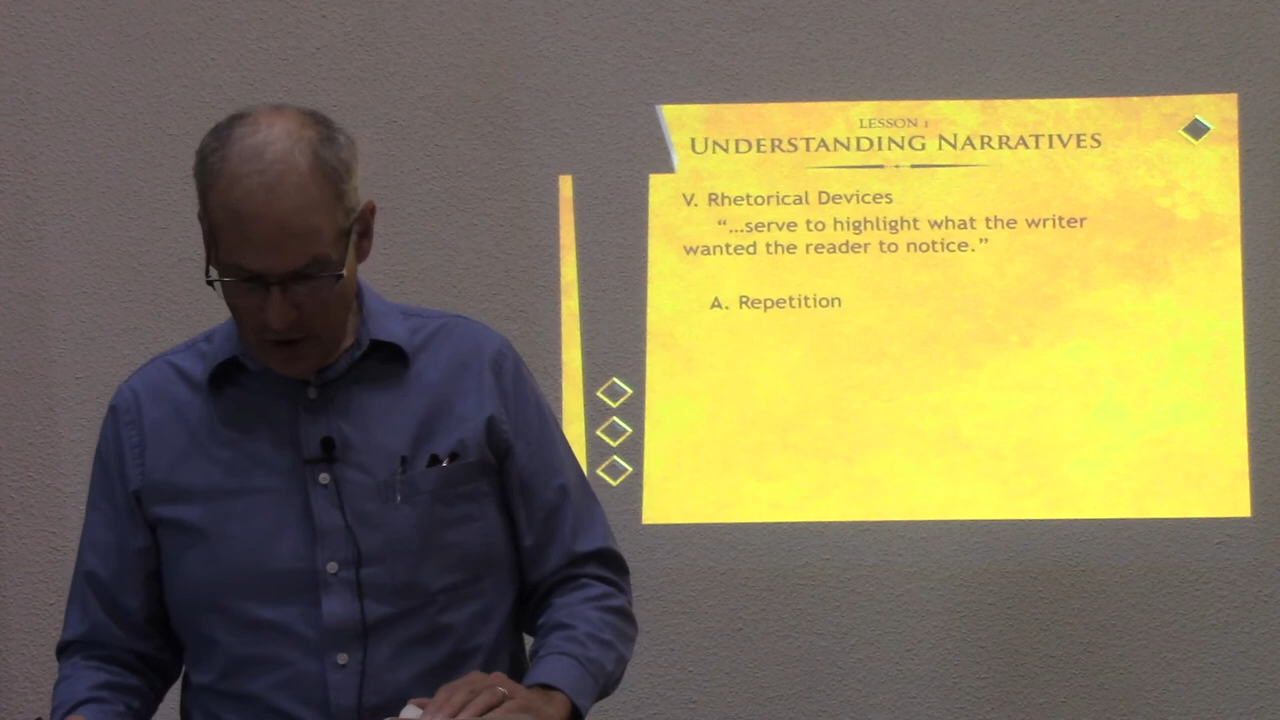 LESSON 1
UNDERSTANDING NARRATIVES
V. Rhetorical Devices
“...serve to highlight what the writer
wanted the reader to notice.”
A. Repetition